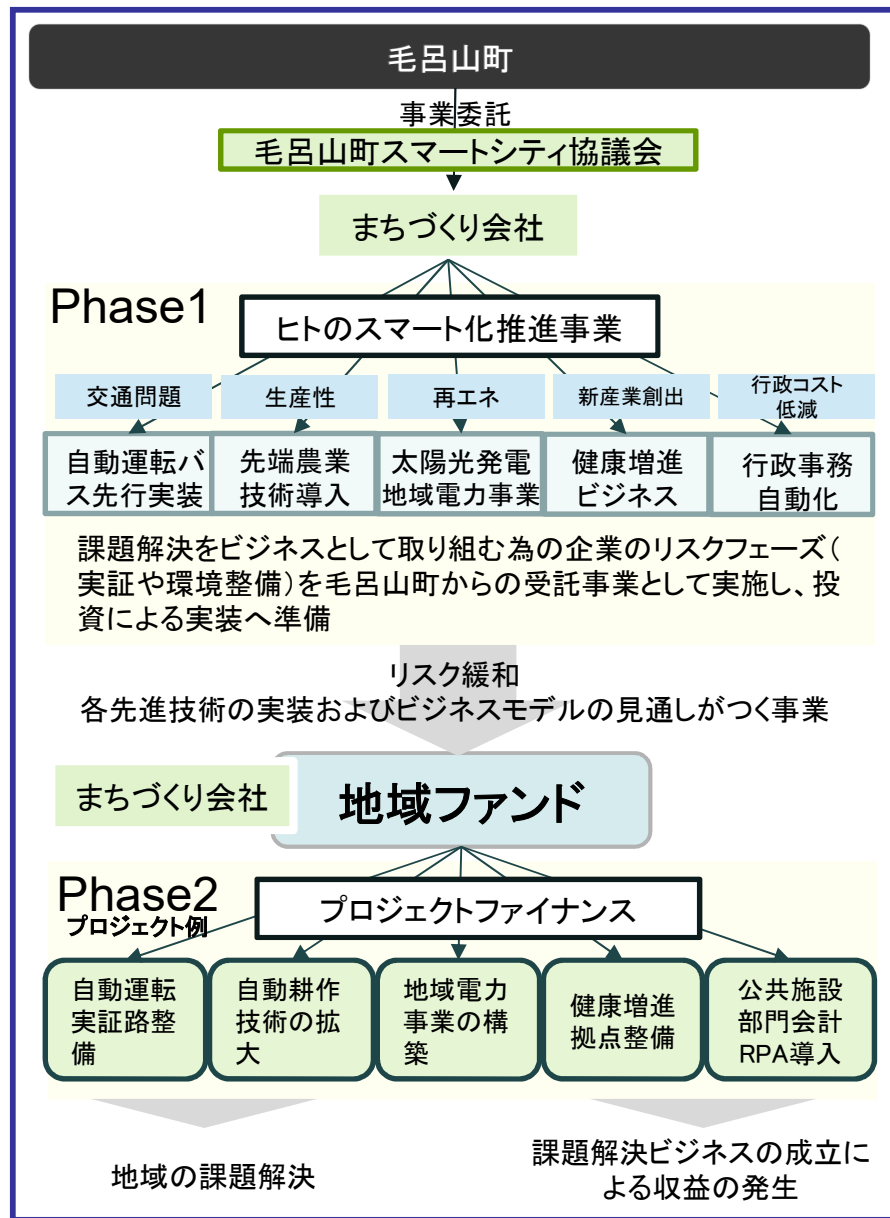 毛呂山町
事業委託
毛呂山町スマートシティ協議会
まちづくり会社
Phase1
ヒトのスマート化推進事業
交通問題
生産性
再エネ
新産業創出
行政コスト
低減
自動運転バ
ス先行実装
先端農業
技術導入
太陽光発電
地域電力事業
健康増進
ビジネス
行政事務
自動化
課題解決をビジネスとして取り組む為の企業のリスクフェーズ(
実証や環境整備)を毛呂山町からの受託事業として実施し、投
資による実装へ準備
リスク緩和
各先進技術の実装およびビジネスモデルの見通しがつく事業
まちづくり会社
地域ファンド
Phase2
プロジェクト例
プロジェクトファイナンス
自動運転
実証路整
備
自動耕作
技術の拡
大
地域電力
事業の構
築
健康増進
拠点整備
公共施設
部門会計
RPA導入
地域の課題解決
課題解決ビジネスの成立に
よる収益の発生